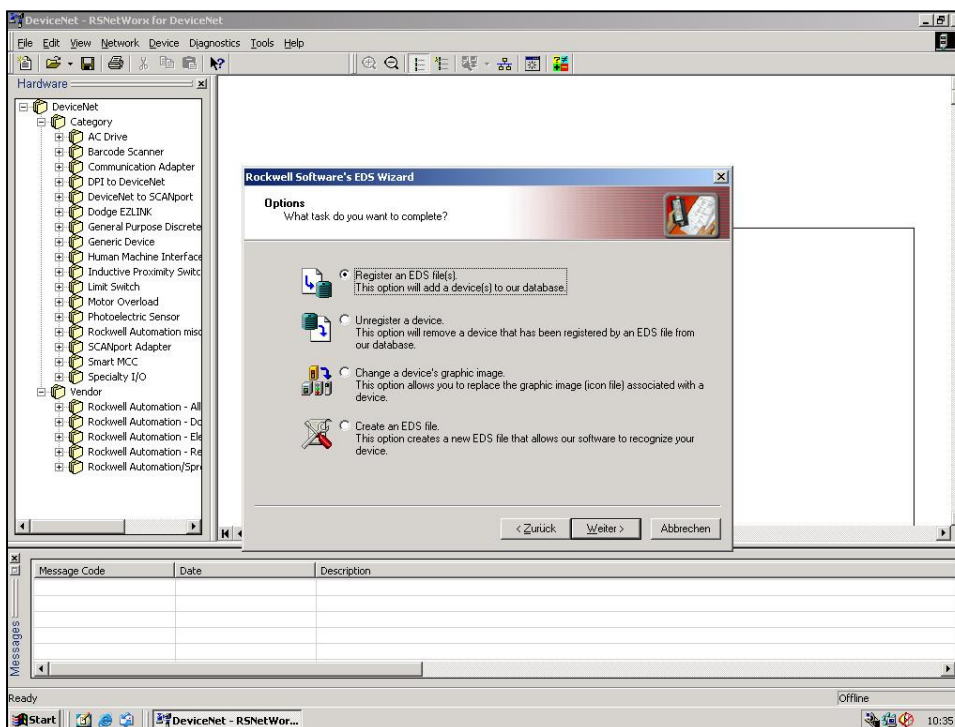 DeviceNet - RSNetWorx for DeviceNet
File Edit View Network Device Diagnostics Tools Help
Hardware
DeviceNet
Category
AC Drive
Barcode Scanner
Communication Adapter
DPI to DeviceNet
DeviceNet to SCANport
Dodge EZLINK
General Purpose Discrete
Generic Device
Human Machine Interface
Inductive Proximity Switc
Limit Switch
Motor Overload
Photoelectric Sensor
Rockwell Automation misc
SCANport Adapter
Smart MCC
Specialty I/O
Vendor
Rockwell Automation - All
Rockwell Automation - Do
Rockwell Automation - Ele
Rockwell Automation - Re
Rockwell Automation/Spr
Rockwell Software's EDS Wizard
Options
What task do you want to complete?
Register an EDS file(s).
This option will add a device(s) to our database.
Unregister a device.
This option will remove a device that has been registered by an EDS file from
our database.
Change a device's graphic image.
This option allows you to replace the graphic image (icon file) associated with a
device.
Create an EDS file.
This option creates a new EDS file that allows our software to recognize your
device.
< Zurück Weiter > Abbrechen
Message Code Date Description
Messages
Ready Offline
Start DeviceNet - RSNetWor... 10:35